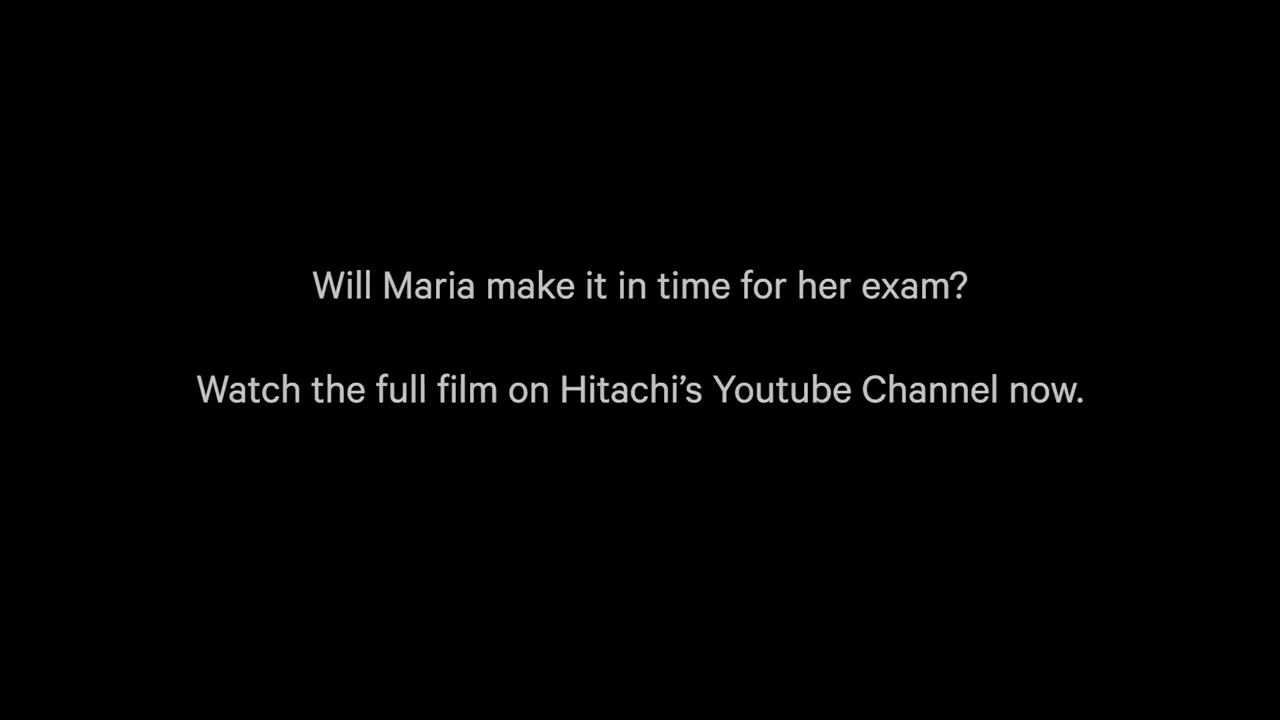 Will Maria make it in time for her exam?
Watch the full film on Hitachi’s Youtube Channel now.